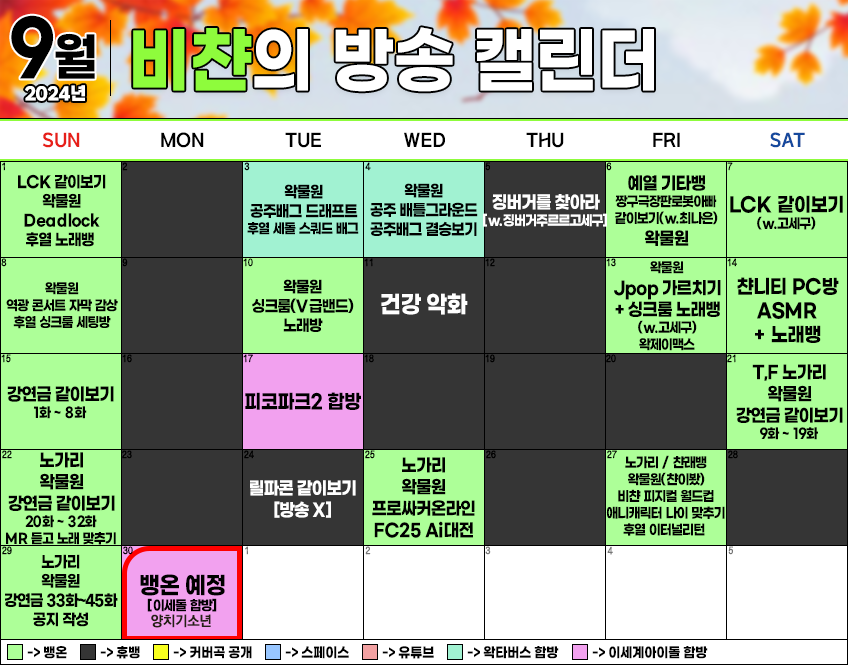 9월
2024년
비챤의 방송 캘린더
SUN MON TUE WED THU FRI SAT
1
LCK 같이보기
왁물원
Deadlock
후열 노래뱅
2
3
왁물원
공주배그 드래프트
후열 세돌 스쿼드 배그
4
왁물원
공주 배틀그라운드
공주배그 결승보기
5
징버거를 찾아라
[w.징버거주르르고세구]
6
예열 기타뱅
짱구극장판로봇아빠
같이보기(w.최나온)
왁물원
7
LCK 같이보기
(w.고세구)
8
왁물원
역광 콘서트 자막 감상
후열 싱크룸 세팅방
9
10
왁물원
싱크룸(V급밴드)
노래방
11
건강 악화
12
13
왁물원
Jpop 가르치기
+ 싱크룸 노래뱅
(w.고세구)
왁제이맥스
14
챤니티 PC방
ASMR
+ 노래뱅
15
강연금 같이보기
1화 ~ 8화
16
17
피코파크2 합방
18
19
20
21
T,F 노가리
왁물원
강연금 같이보기
9화 ~ 19화
22
노가리
왁물원
강연금 같이보기
20화 ~ 32화
MR 듣고 노래 맞추기
23
24
릴파콘 같이보기
[방송 X]
25
노가리
왁물원
프로싸커온라인
FC25 Ai대전
26
27
노가리 / 챤래뱅
왁물원(챤이봤)
비챤 피지컬 월드컵
애니캐릭터 나이 맞추기
후열 이터널리턴
28
29
노가리
왁물원
강연금 33화~45화
공지 작성
30
뱅온 예정
[이세돌 합방]
양치기소년
1
2
3
4
5
-> 뱅온 -> 휴뱅 -> 커버곡 공개 -> 스페이스 -> 유튜브 -> 왁타버스 합방 -> 이세계아이돌 합방